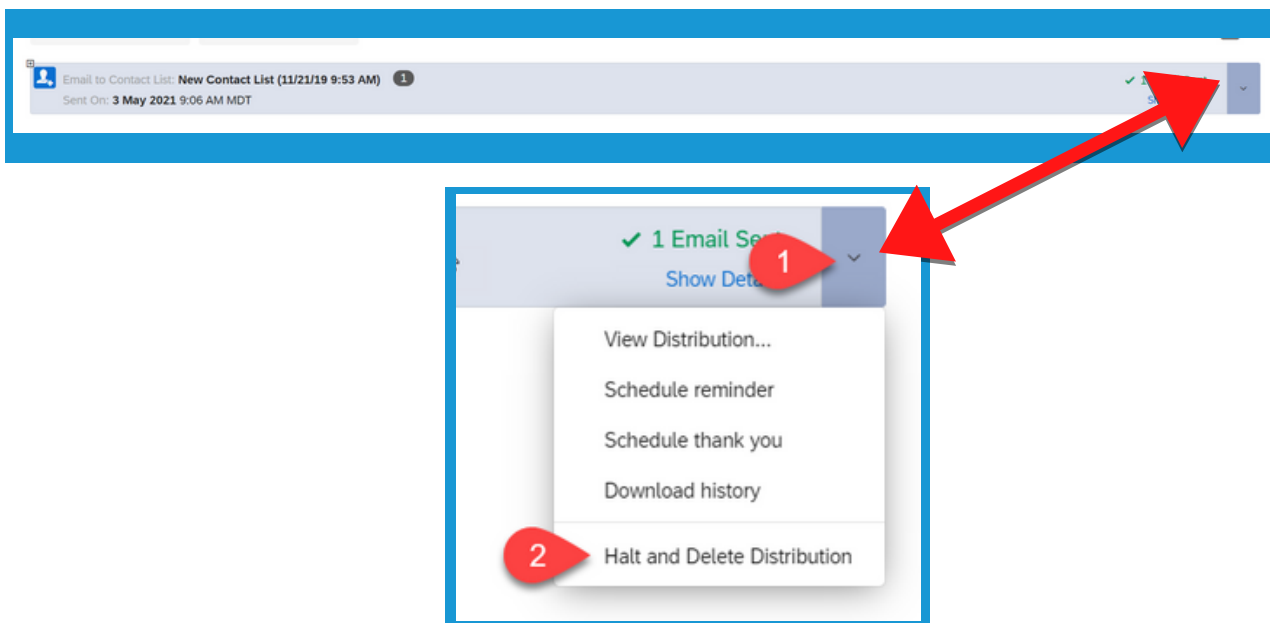 Email to Contact List: New Contact List (11/21/19 9:53 AM) 1
Sent On: 3 May 2021 9:06 AM MDT
1 Email
Show
1
View Distribution...
Schedule reminder
Schedule thank you
Download history
2 Halt and Delete Distribution